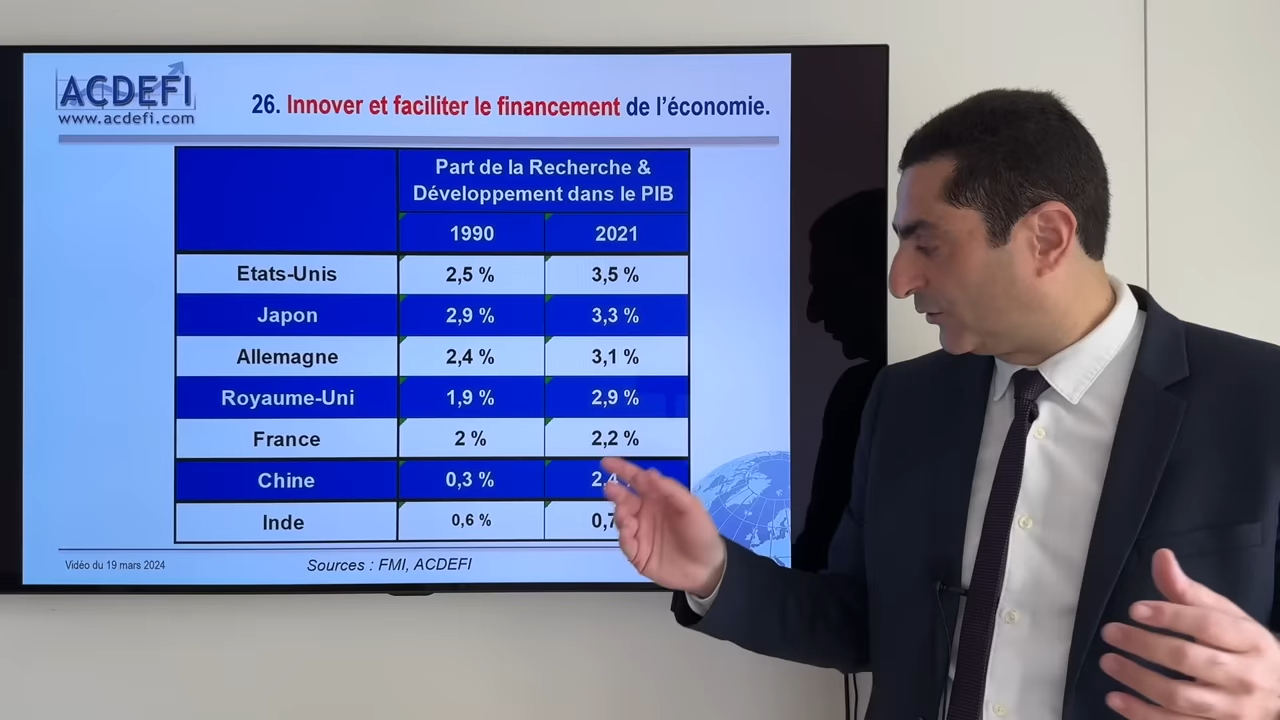 ACDEFI
www.acdefi.com
26. Innover et faciliter le financement de l'économie.
Part de la Recherche &
Développement dans le PIB
1990 2021
Etats-Unis 2,5 % 3,5 %
Japon 2,9 % 3,3 %
Allemagne 2,4 % 3,1 %
Royaume-Uni 1,9 % 2,9 %
France 2 % 2,2 %
Chine 0,3 %
Inde 0,6 %
Vidéo du 19 mars 2024
Sources : FMI, ACDEFI